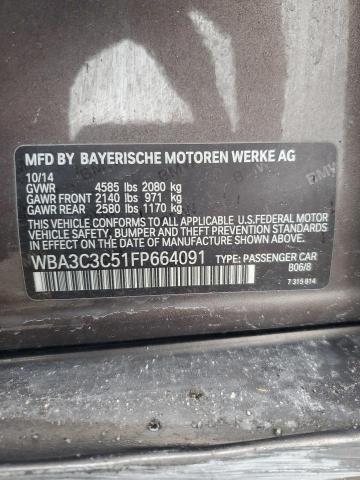 MFD BY BAYERISCHE MOTOREN WERKE AG
10/14
GVWR 4585 lbs 2080 kg
GAWR FRONT 2140 lbs 971 kg
GAWR REAR 2580 lbs 1170 kg
THIS VEHICLE CONFORMS TO ALL APPLICABLE
U.S. FEDERAL MOTOR VEHICLE SAFETY,
BUMPER, AND THEFT PREVENTION STANDARDS
IN EFFECT ON THE DATE OF MANUFACTURE
SHOWN ABOVE.
WBA3C3C51FP664091 TYPE: PASSENGER CAR
B06/8
7 315 814